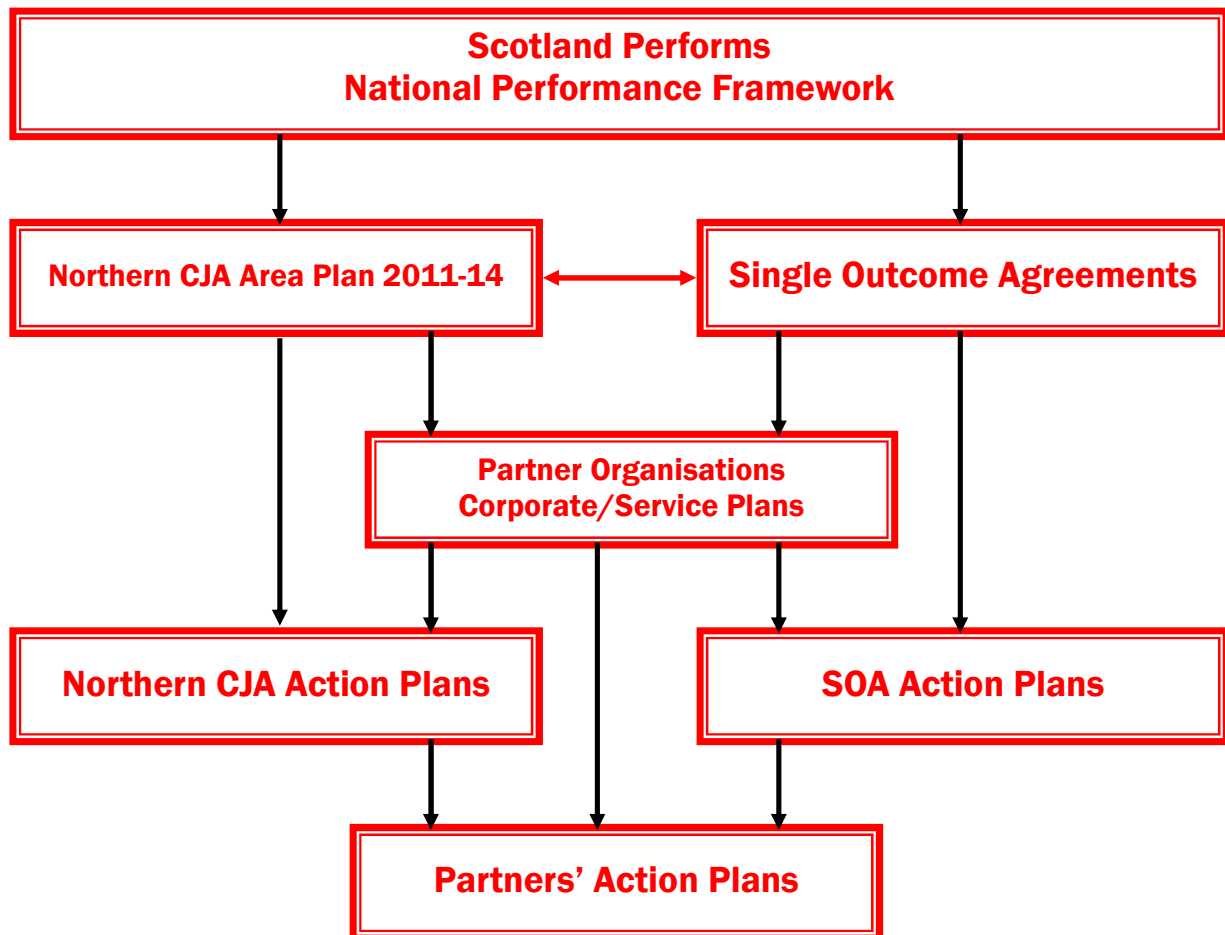 Scotland Performs
National Performance Framework
Northern CJA Area Plan 2011-14
Single Outcome Agreements
Partner Organisations
Corporate/Service Plans
Northern CJA Action Plans
SOA Action Plans
Partners’ Action Plans